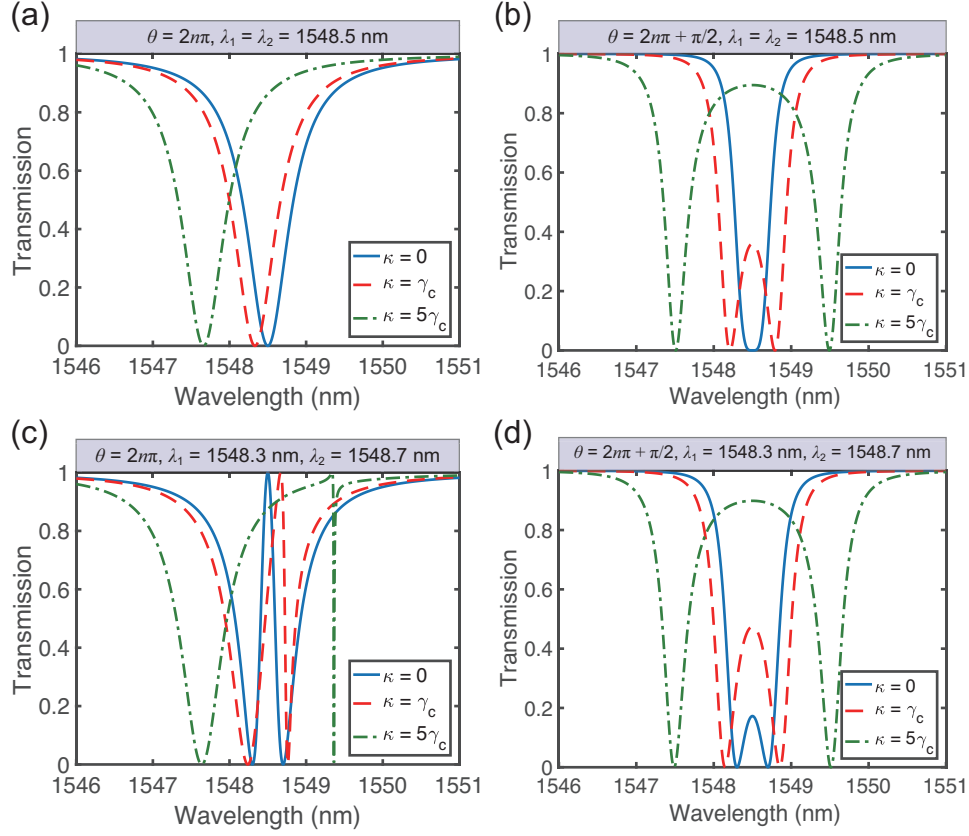 (a)
θ = 2nπ, λ₁ = λ₂ = 1548.5 nm
1
0.8
0.6
0.4
0.2
0
Transmission
κ = 0
κ = γc
κ = 5γc
1546 1547 1548 1549 1550 1551
Wavelength (nm)
(b)
θ = 2nπ + π/2, λ₁ = λ₂ = 1548.5 nm
1
0.8
0.6
0.4
0.2
0
Transmission
κ = 0
κ = γc
κ = 5γc
1546 1547 1548 1549 1550 1551
Wavelength (nm)
(c)
θ = 2nπ, λ₁ = 1548.3 nm, λ₂ = 1548.7 nm
1
0.8
0.6
0.4
0.2
0
Transmission
κ = 0
κ = γc
κ = 5γc
1546 1547 1548 1549 1550 1551
Wavelength (nm)
(d)
θ = 2nπ + π/2, λ₁ = 1548.3 nm, λ₂ = 1548.7 nm
1
0.8
0.6
0.4
0.2
0
Transmission
κ = 0
κ = γc
κ = 5γc
1546 1547 1548 1549 1550 1551
Wavelength (nm)